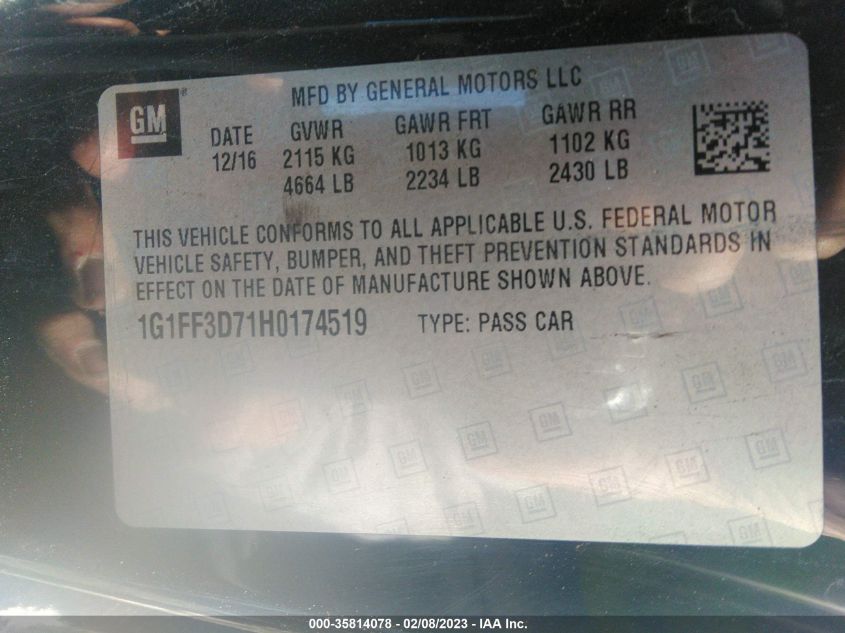 MFD BY GENERAL MOTORS LLC
GM ®
DATE GVWR GAWR FRT GAWR RR
12/16 2115 KG 1013 KG 1102 KG
4664 LB 2234 LB 2430 LB
THIS VEHICLE CONFORMS TO ALL APPLICABLE U.S. FEDERAL MOTOR
VEHICLE SAFETY, BUMPER, AND THEFT PREVENTION STANDARDS IN
EFFECT ON THE DATE OF MANUFACTURE SHOWN ABOVE.
1G1FF3D71H0174519 TYPE: PASS CAR
000-35814078 - 02/08/2023 - IAA Inc.